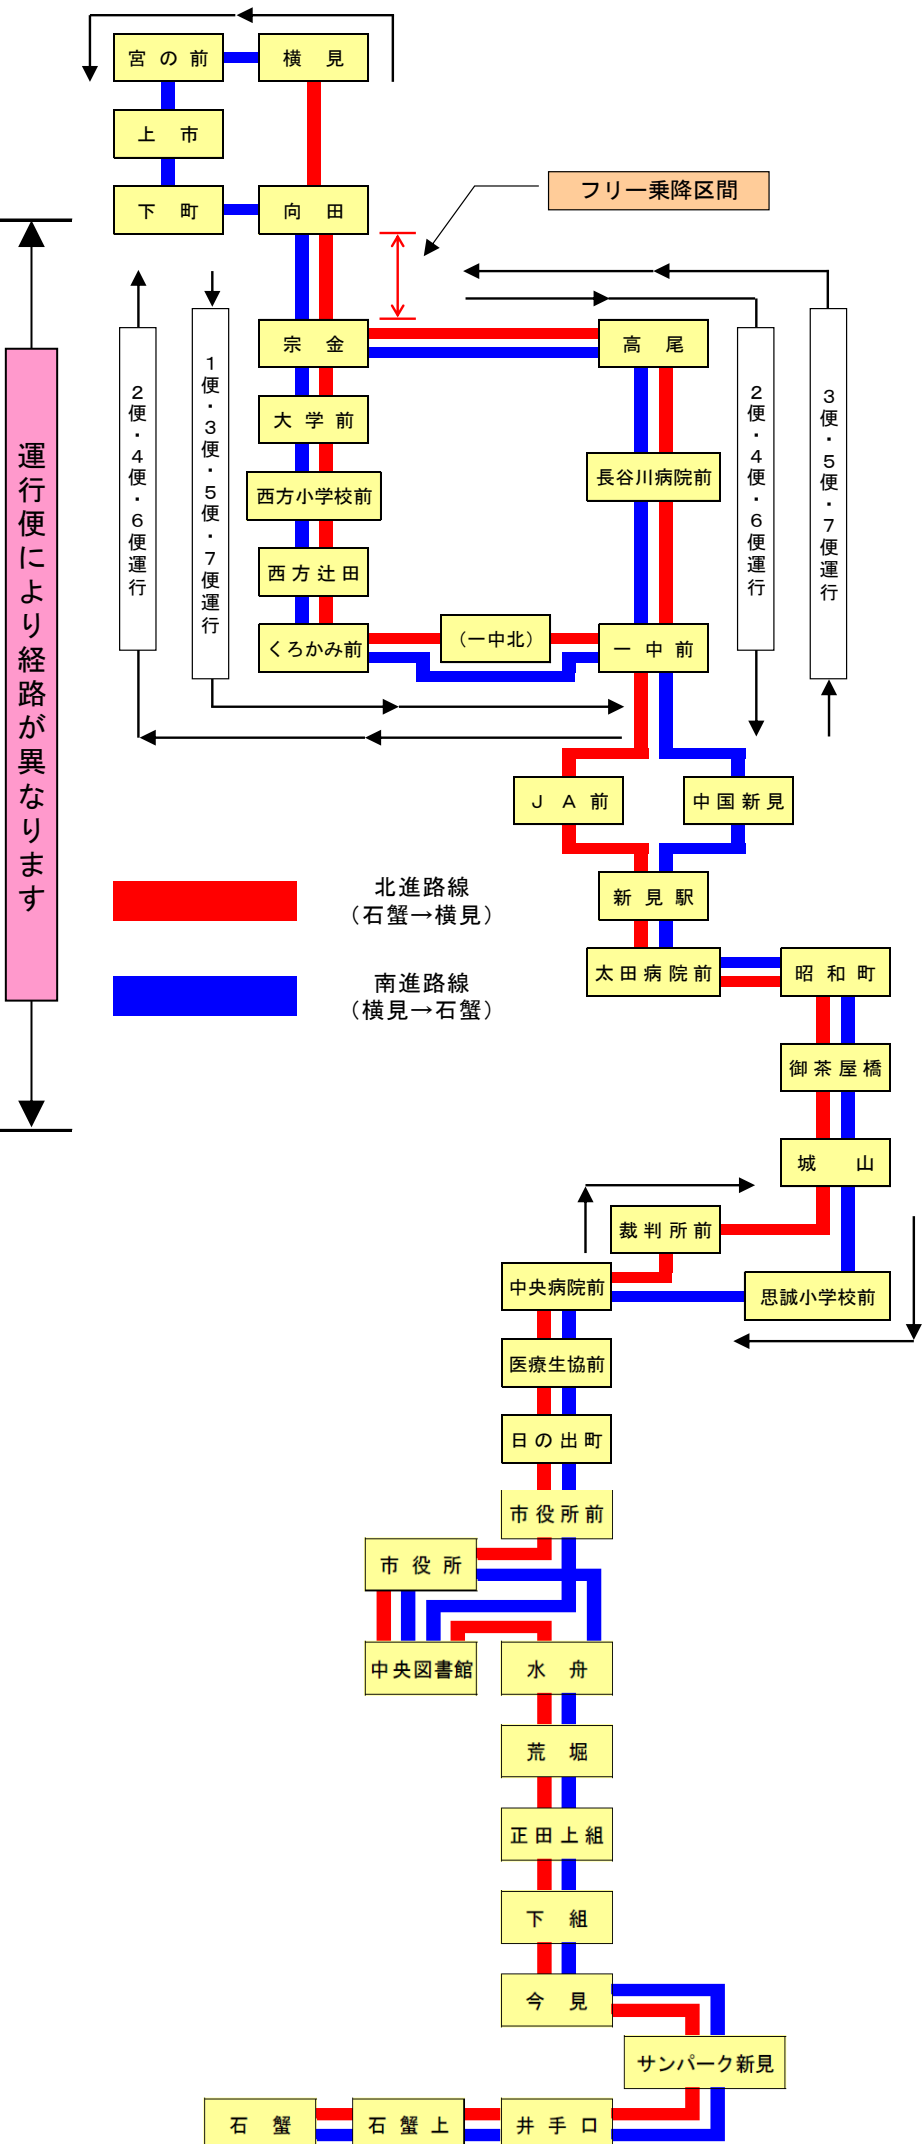 宮の前
横見
上市
下町
向田
フリー乗降区間
宗金
高尾
2便・4便・6便運行
1便・3便・5便・7便運行
2便・4便・6便運行
3便・5便・7便運行
運行便により経路が異なります
大学前
西方小学校前
長谷川病院前
西方辻田
くろかみ前
(一中北)
一中前
JA前
中国新見
北進路線
(石蟹→横見)
新見駅
南進路線
(横見→石蟹)
太田病院前
昭和町
御茶屋橋
城山
裁判所前
中央病院前
思誠小学校前
医療生協前
日の出町
市役所前
市役所
中央図書館
水舟
荒堀
正田上組
下組
今見
サンパーク新見
石蟹
石蟹上
井手口